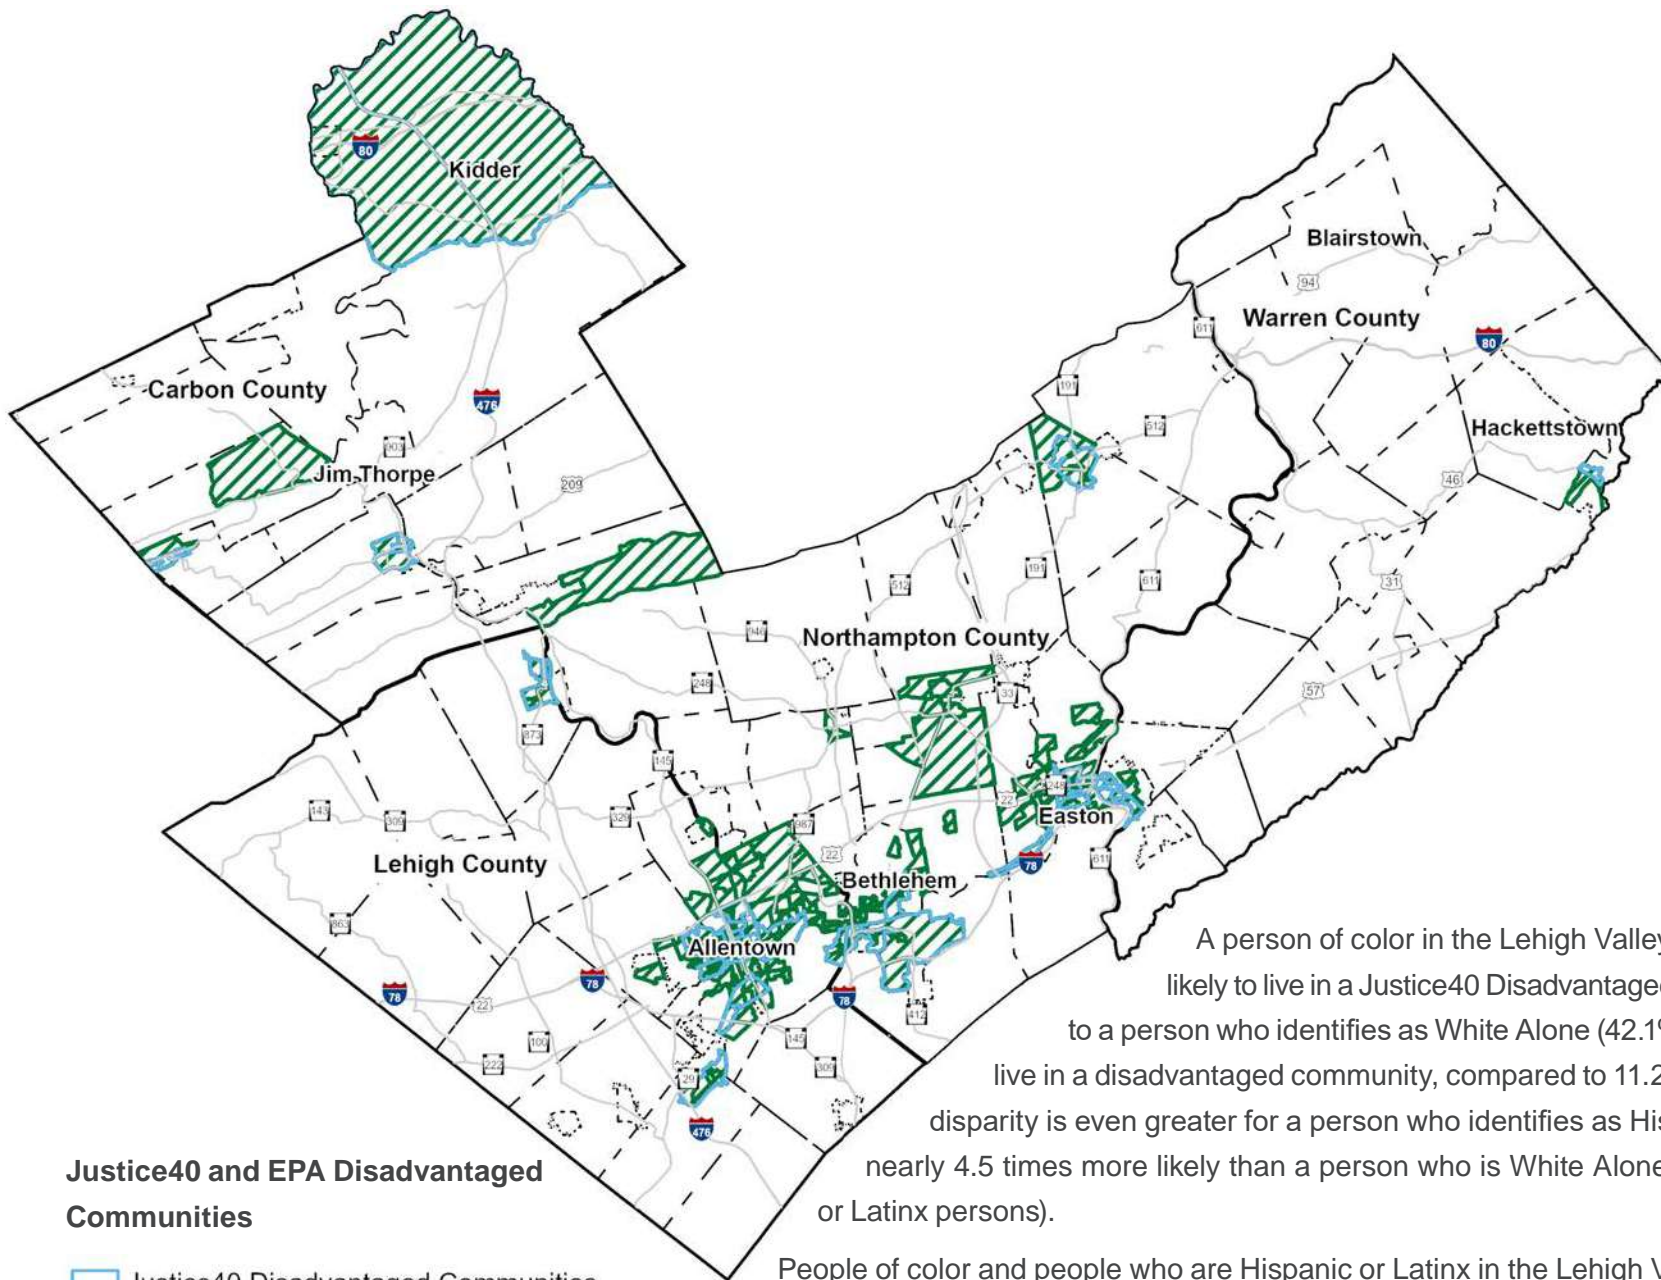 80
Kidder
Blairstown
94
611
Warren County
80
191
Carbon County
476
512
Hackettstown
903
Jim Thorpe
209
46
512
191
611
31
946
Northampton County
248
33
57
873
145
143
309
329
987
248
22
Easton
22
78
611
Lehigh County
Bethlehem
863
Allentown
78
78
22
78
412
100
145
222
309
29
476
A person of color in the Lehigh Valley
likely to live in a Justice40 Disadvantaged
to a person who identifies as White Alone (42.1
live in a disadvantaged community, compared to 11.2
disparity is even greater for a person who identifies as His
nearly 4.5 times more likely than a person who is White Alone
or Latinx persons).
People of color and people who are Hispanic or Latinx in the Lehigh V
Justice40 and EPA Disadvantaged
Communities
Justice40 Disadvantaged Communities